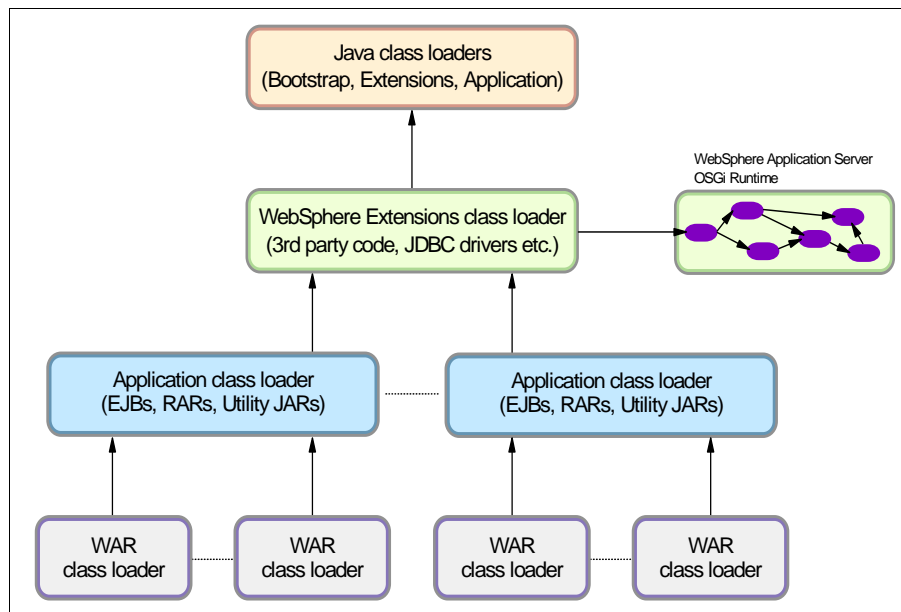 Java class loaders
(Bootstrap, Extensions, Application)
WebSphere Application Server
OSGi Runtime
WebSphere Extensions class loader
(3rd party code, JDBC drivers etc.)
Application class loader
(EJBs, RARs, Utility JARs)
Application class loader
(EJBs, RARs, Utility JARs)
WAR
class loader
WAR
class loader
WAR
class loader
WAR
class loader